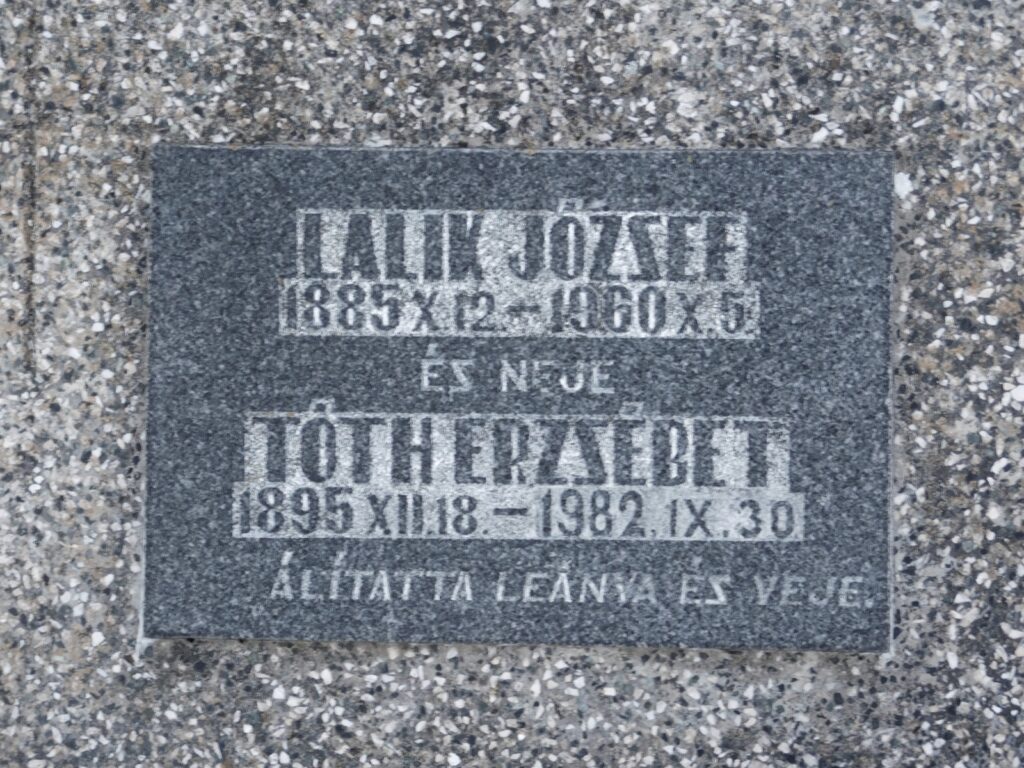 LALIK JÓZSEF
1885 X 12 - 1960 X 5
ÉS NEJE
TÓTH ERZSÉBET
1895 XII.18. - 1982. IX. 30
ÁLÍTATTA LEÁNYA ÉS VEJE.